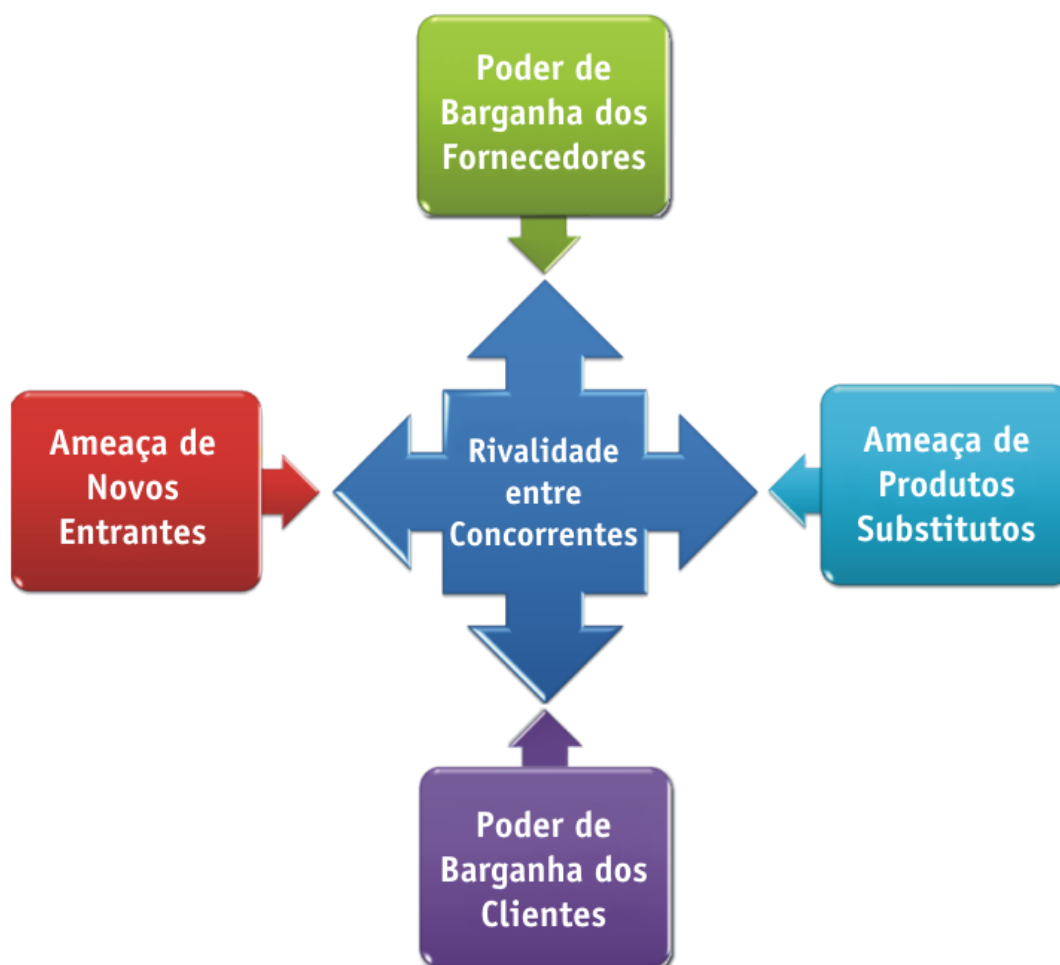 Poder de
Barganha dos
Fornecedores
Ameaça de
Novos
Entrantes
Rivalidade
entre
Concorrentes
Ameaça de
Produtos
Substitutos
Poder de
Barganha dos
Clientes